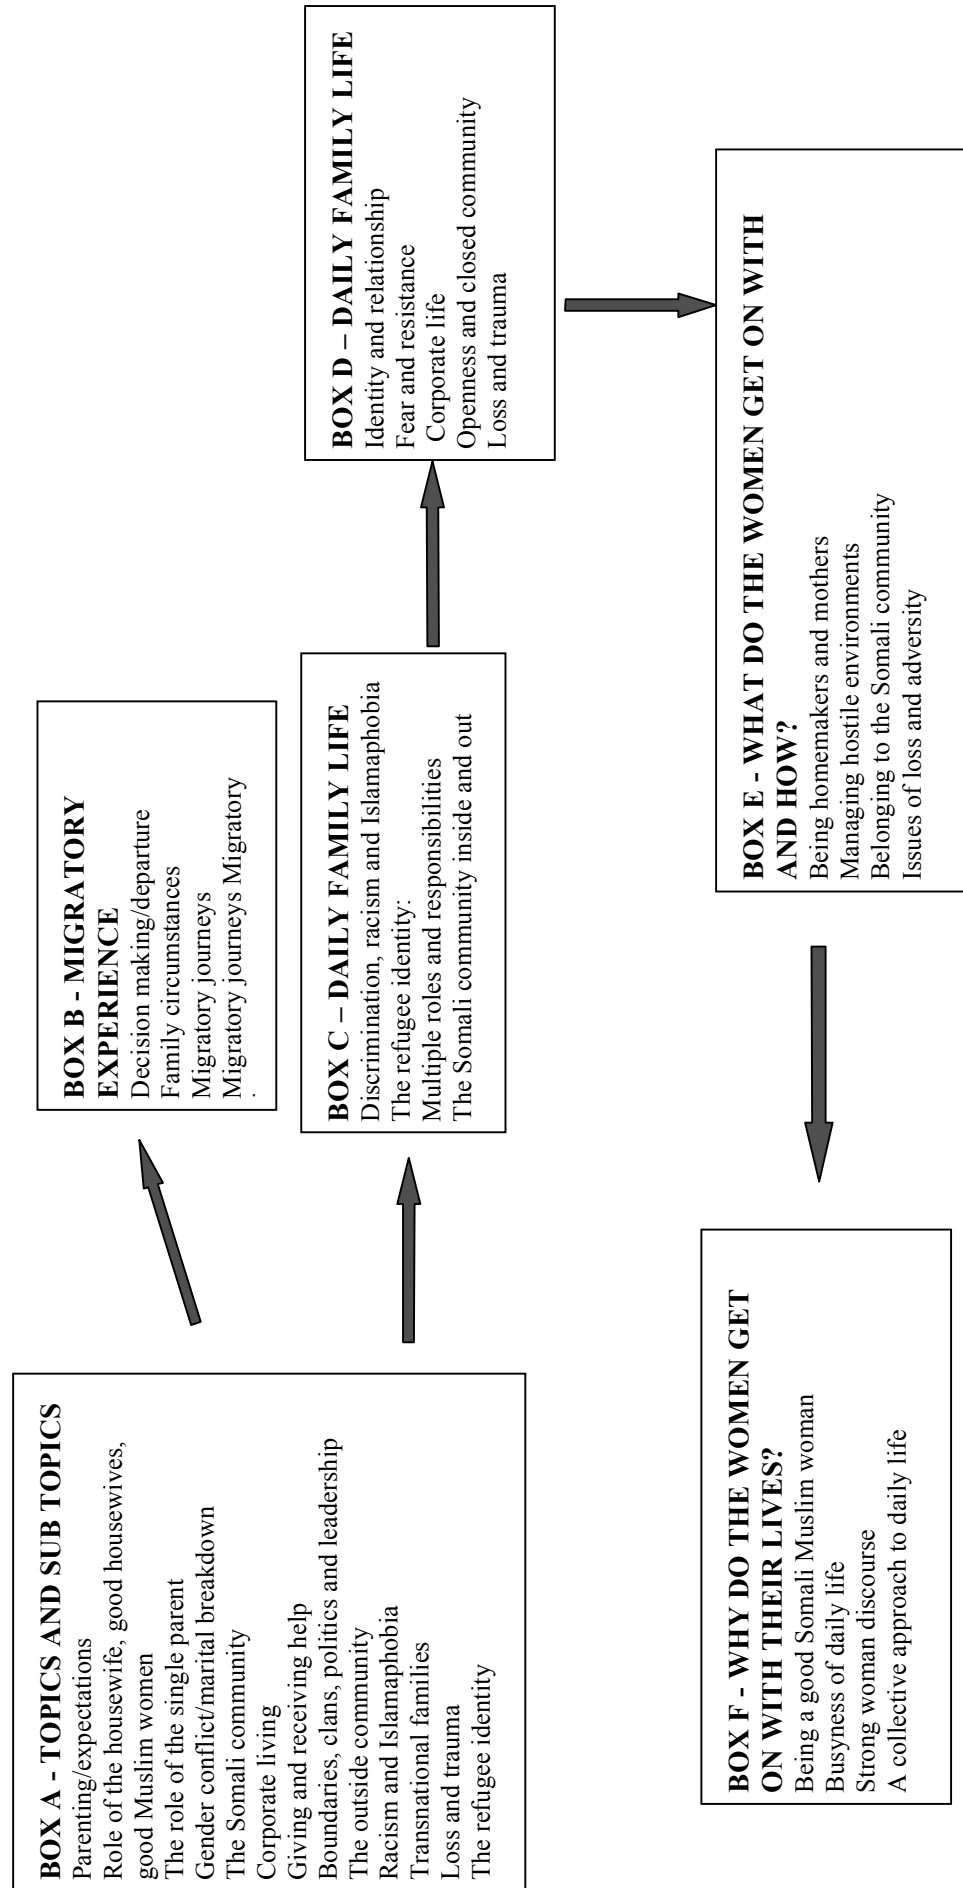 BOX A - TOPICS AND SUB TOPICS
Parenting/expectations
Role of the housewife, good housewives,
good Muslim women
The role of the single parent
Gender conflict/marital breakdown
The Somali community
Corporate living
Giving and receiving help
Boundaries, clans, politics and leadership
The outside community
Racism and Islamaphobia
Transnational families
Loss and trauma
The refugee identity
BOX B - MIGRATORY
EXPERIENCE
Decision making/departure
Family circumstances
Migratory journeys
Migratory journeys Migratory
.
BOX C – DAILY FAMILY LIFE
Discrimination, racism and Islamaphobia
The refugee identity:
Multiple roles and responsibilities
The Somali community inside and out
BOX D – DAILY FAMILY LIFE
Identity and relationship
Fear and resistance
Corporate life
Openness and closed community
Loss and trauma
BOX E - WHAT DO THE WOMEN GET ON WITH
AND HOW?
Being homemakers and mothers
Managing hostile environments
Belonging to the Somali community
Issues of loss and adversity
BOX F - WHY DO THE WOMEN GET
ON WITH THEIR LIVES?
Being a good Somali Muslim woman
Busyness of daily life
Strong woman discourse
A collective approach to daily life